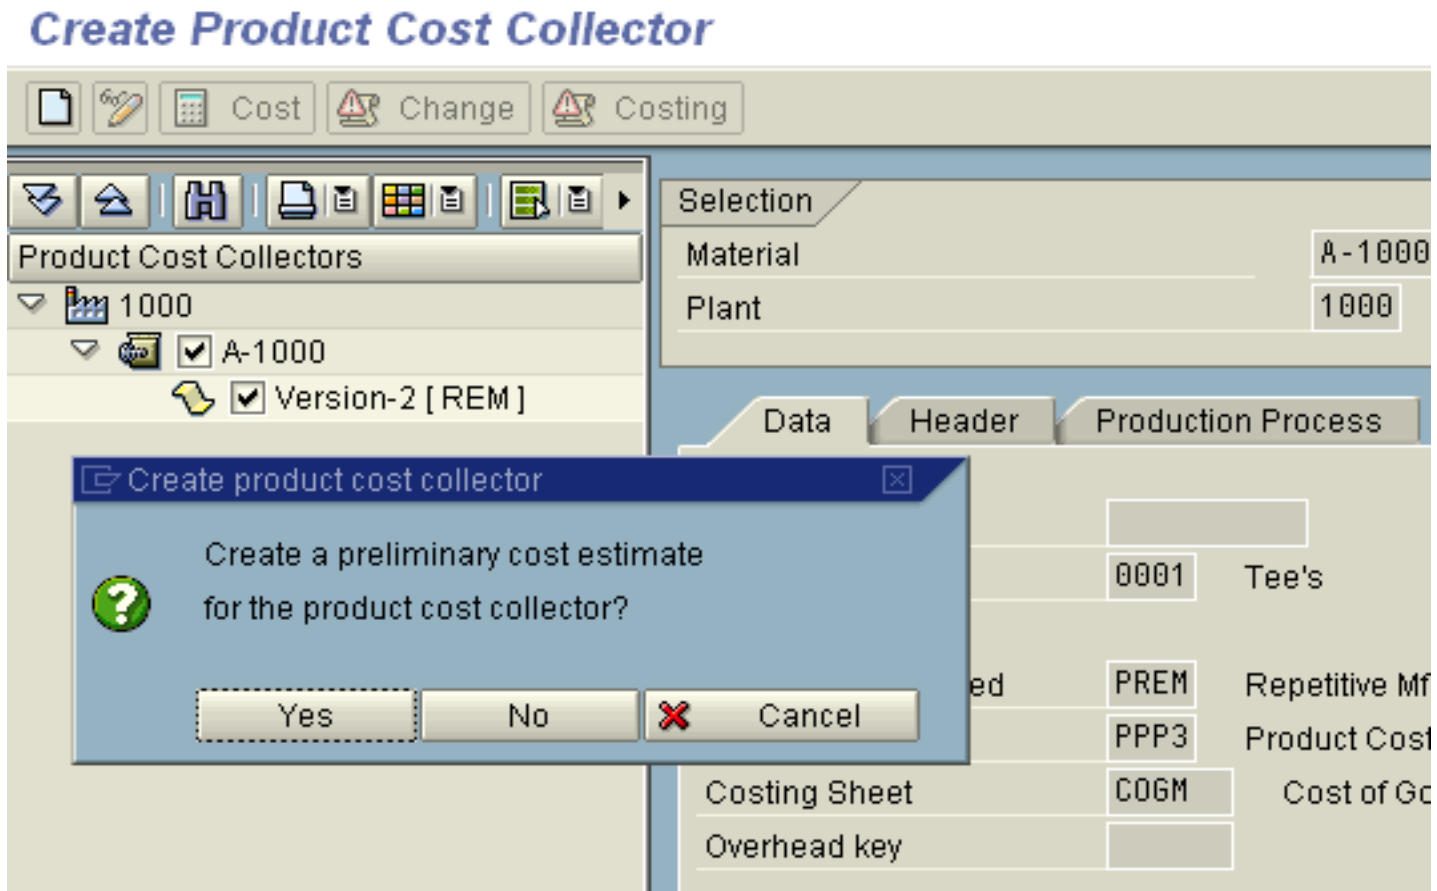 Create Product Cost Collector
Cost Change Costing
Product Cost Collectors
1000
A-1000
Version-2 [ REM ]
Selection
Material A-1000
Plant 1000
Data Header Production Process
Create product cost collector
Create a preliminary cost estimate
for the product cost collector?
Yes No Cancel
0001 Tee's
ed PREM Repetitive Mf
PPP3 Product Cost
Costing Sheet COGM Cost of Go
Overhead key